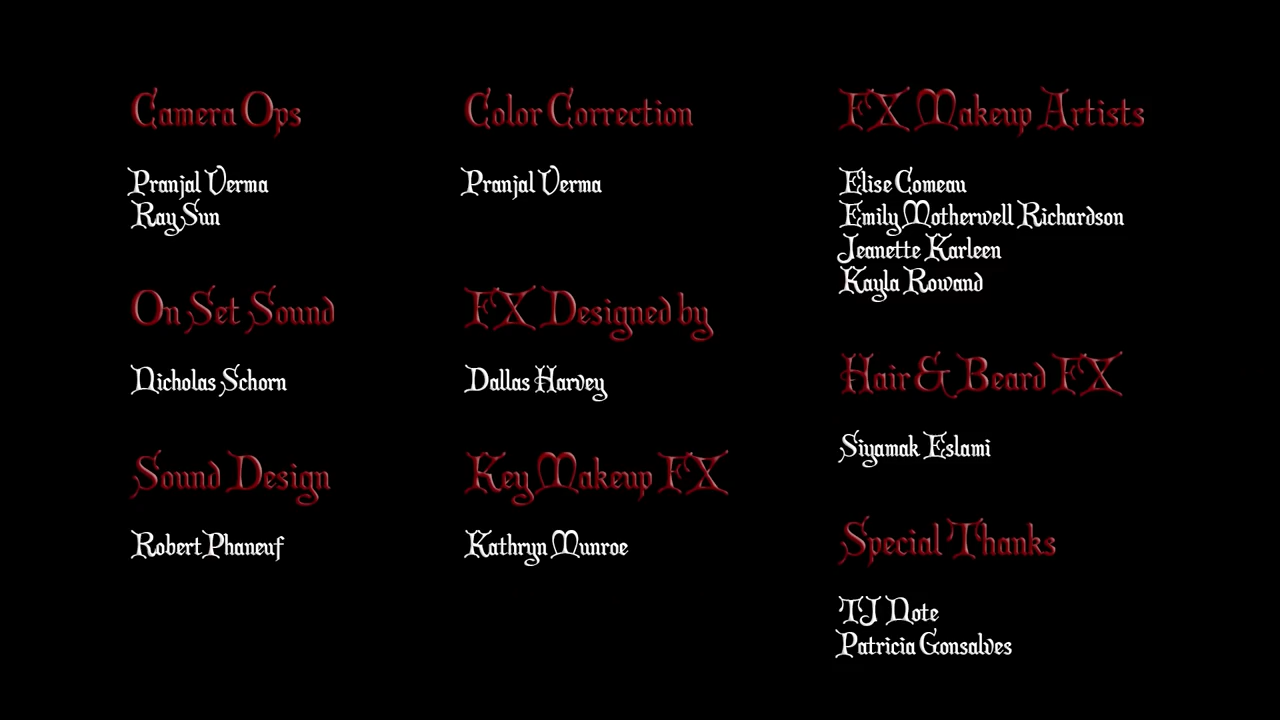 Camera Ops
Pranjal Verma
Ray Sun
On Set Sound
Nicholas Schorn
Sound Design
Robert Phaneuf
Color Correction
Pranjal Verma
FX Designed by
Dallas Harvey
Key Makeup FX
Kathryn Munroe
FX Makeup Artists
Elise Comeau
Emily Motherwell Richardson
Jeanette Karleen
Kayla Rowand
Hair & Beard FX
Siyamak Eslami
Special Thanks
TJ Note
Patricia Gonsalves